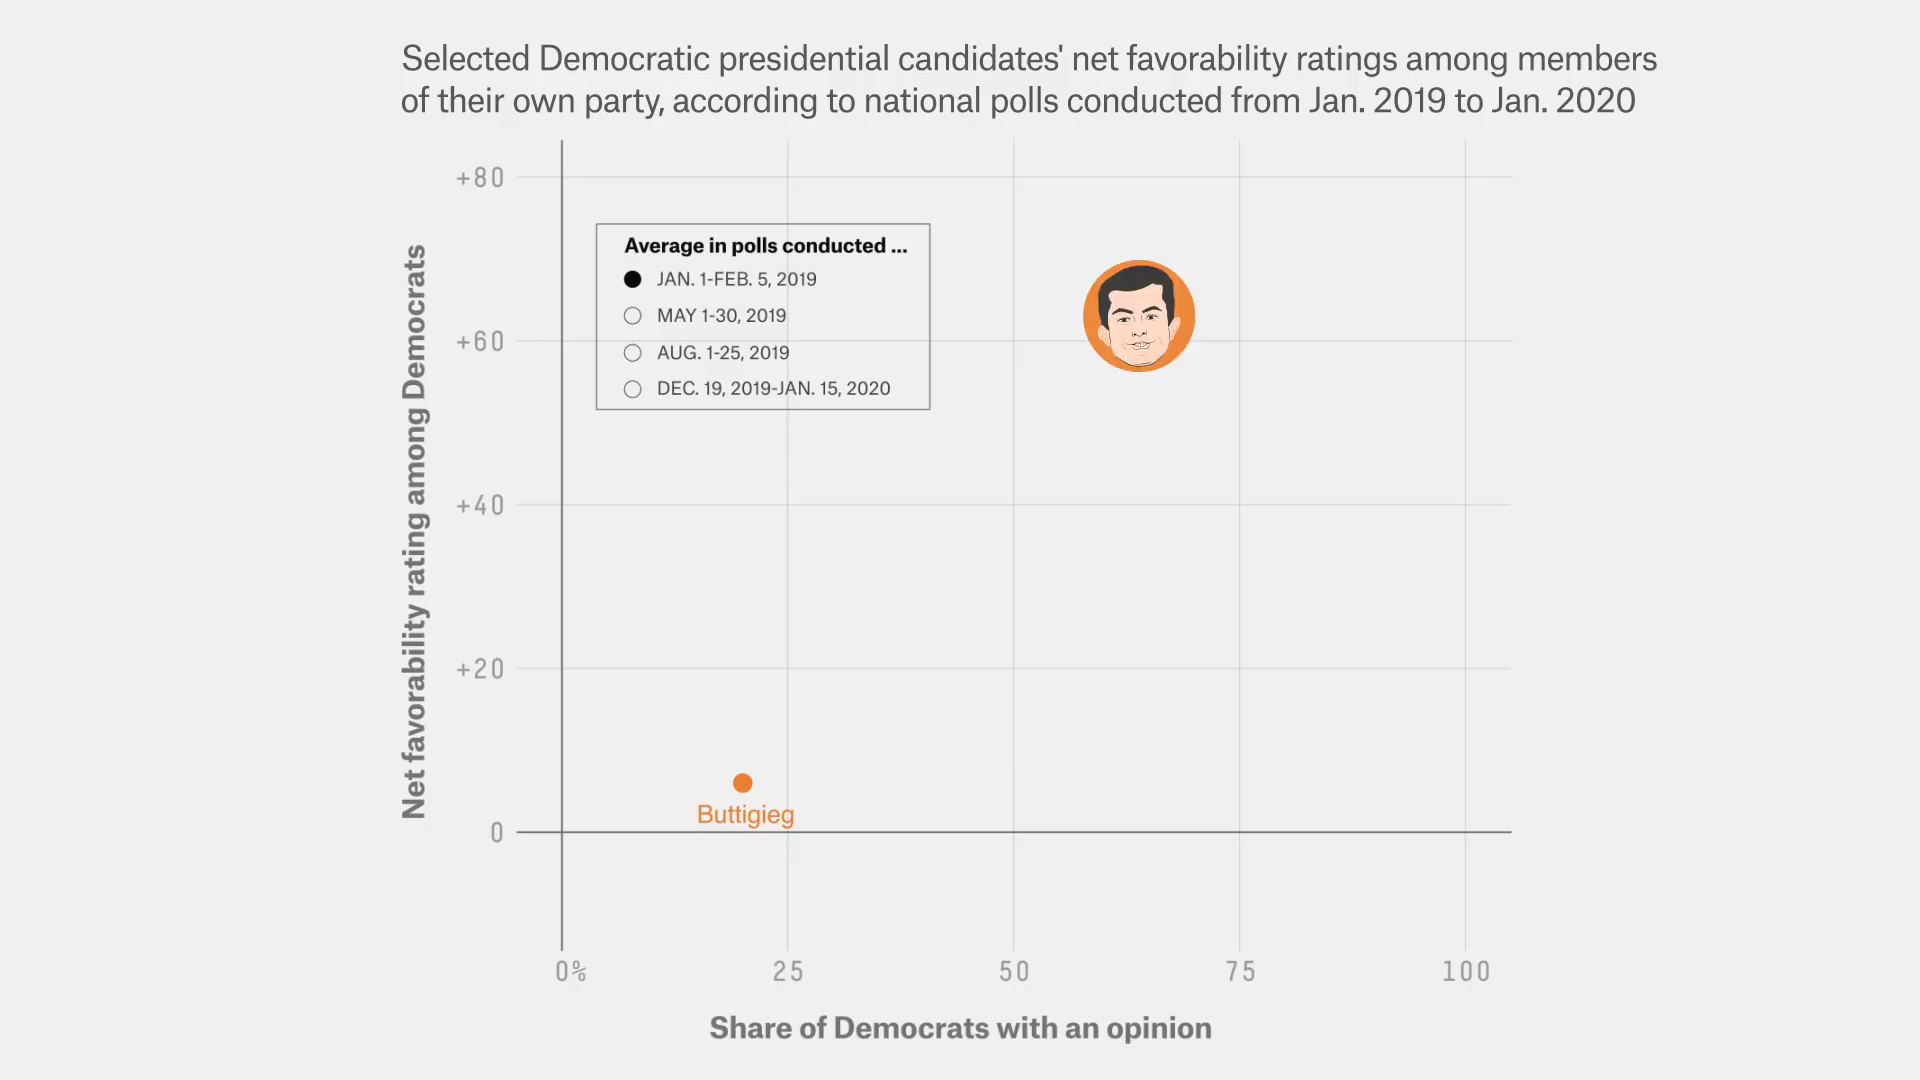 Selected Democratic presidential candidates' net favorability ratings among members
of their own party, according to national polls conducted from Jan. 2019 to Jan. 2020
Net favorability rating among Democrats
+80
+60
+40
+20
0
Average in polls conducted ...
JAN. 1-FEB. 5, 2019
MAY 1-30, 2019
AUG. 1-25, 2019
DEC. 19, 2019-JAN. 15, 2020
Buttigieg
0% 25 50 75 100
Share of Democrats with an opinion